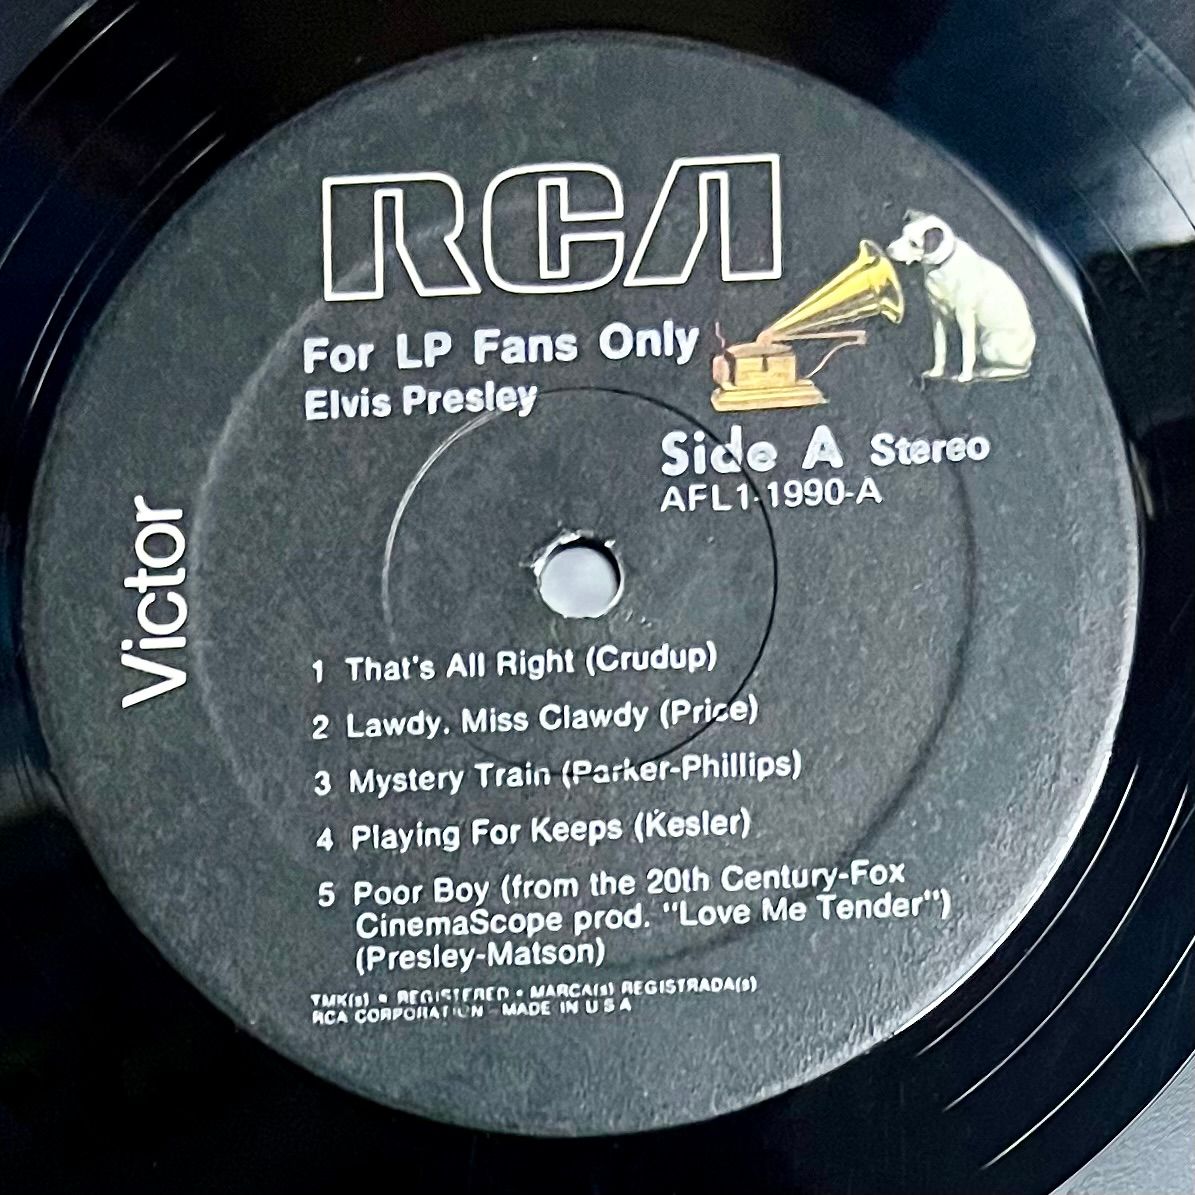 RCA
For LP Fans Only
Elvis Presley
Side A Stereo
AFL1-1990-A
Victor
1 That's All Right (Crudup)
2 Lawdy, Miss Clawdy (Price)
3 Mystery Train (Parker-Phillips)
4 Playing For Keeps (Kesler)
5 Poor Boy (from the 20th Century-Fox
CinemaScope prod. "Love Me Tender")
(Presley-Matson)
TMK(s) • REGISTERED • MARCA(s) REGISTRADA(s)
RCA CORPORATION - MADE IN U S A